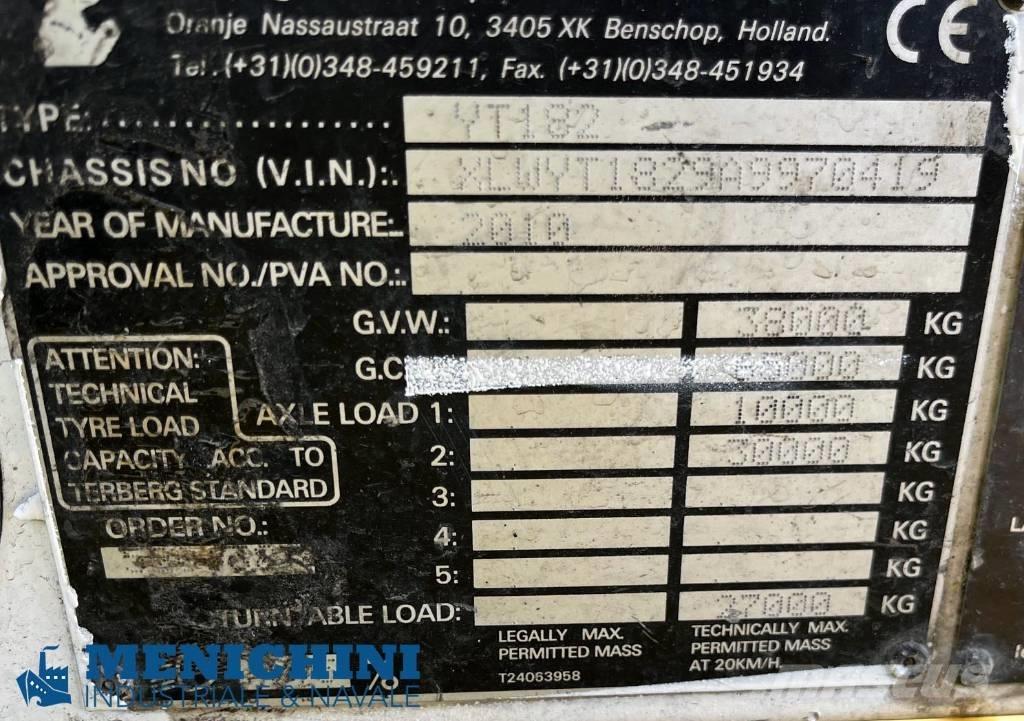 Oranje Nassaustraat 10, 3405 XK Benschop, Holland.
Tel. (+31)(0)348-459211, Fax. (+31)(0)348-451934
CE
TYPE:................... YT182
CHASSIS NO (V.I.N.):. XLWYT1829A9970419
YEAR OF MANUFACTURE:.. 2010
APPROVAL NO./PVA NO.:..
G.V.W.: 38000 KG
G.C KG
ATTENTION:
TECHNICAL
TYRE LOAD
CAPACITY ACC. TO
TERBERG STANDARD
AXLE LOAD 1: 10000 KG
2: 30000 KG
3: KG
4: KG
5: KG
ORDER NO.:
TURNTABLE LOAD: 27000 KG
LEGALLY MAX. PERMITTED MASS
TECHNICALLY MAX. PERMITTED MASS AT 20KM/H.
T24063958
MENICHINI
INDUSTRIALE & NAVALE